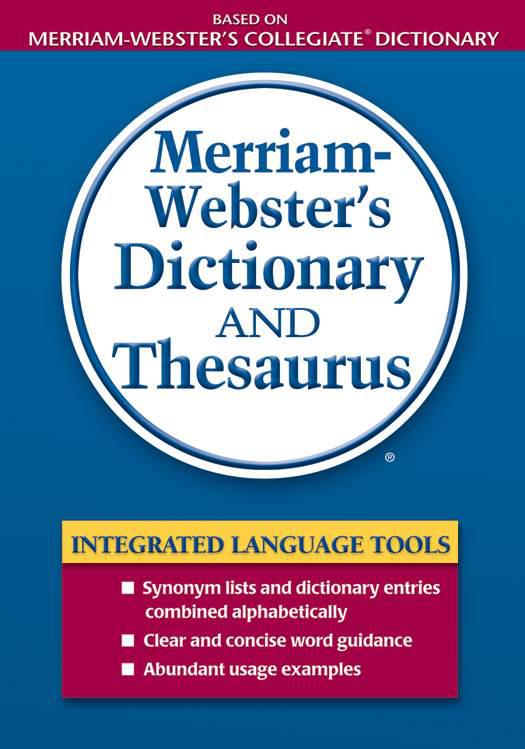 BASED ON
MERRIAM-WEBSTER'S COLLEGIATE® DICTIONARY
Merriam-
Webster's
Dictionary
AND
Thesaurus
®
INTEGRATED LANGUAGE TOOLS
■ Synonym lists and dictionary entries
combined alphabetically
■ Clear and concise word guidance
■ Abundant usage examples